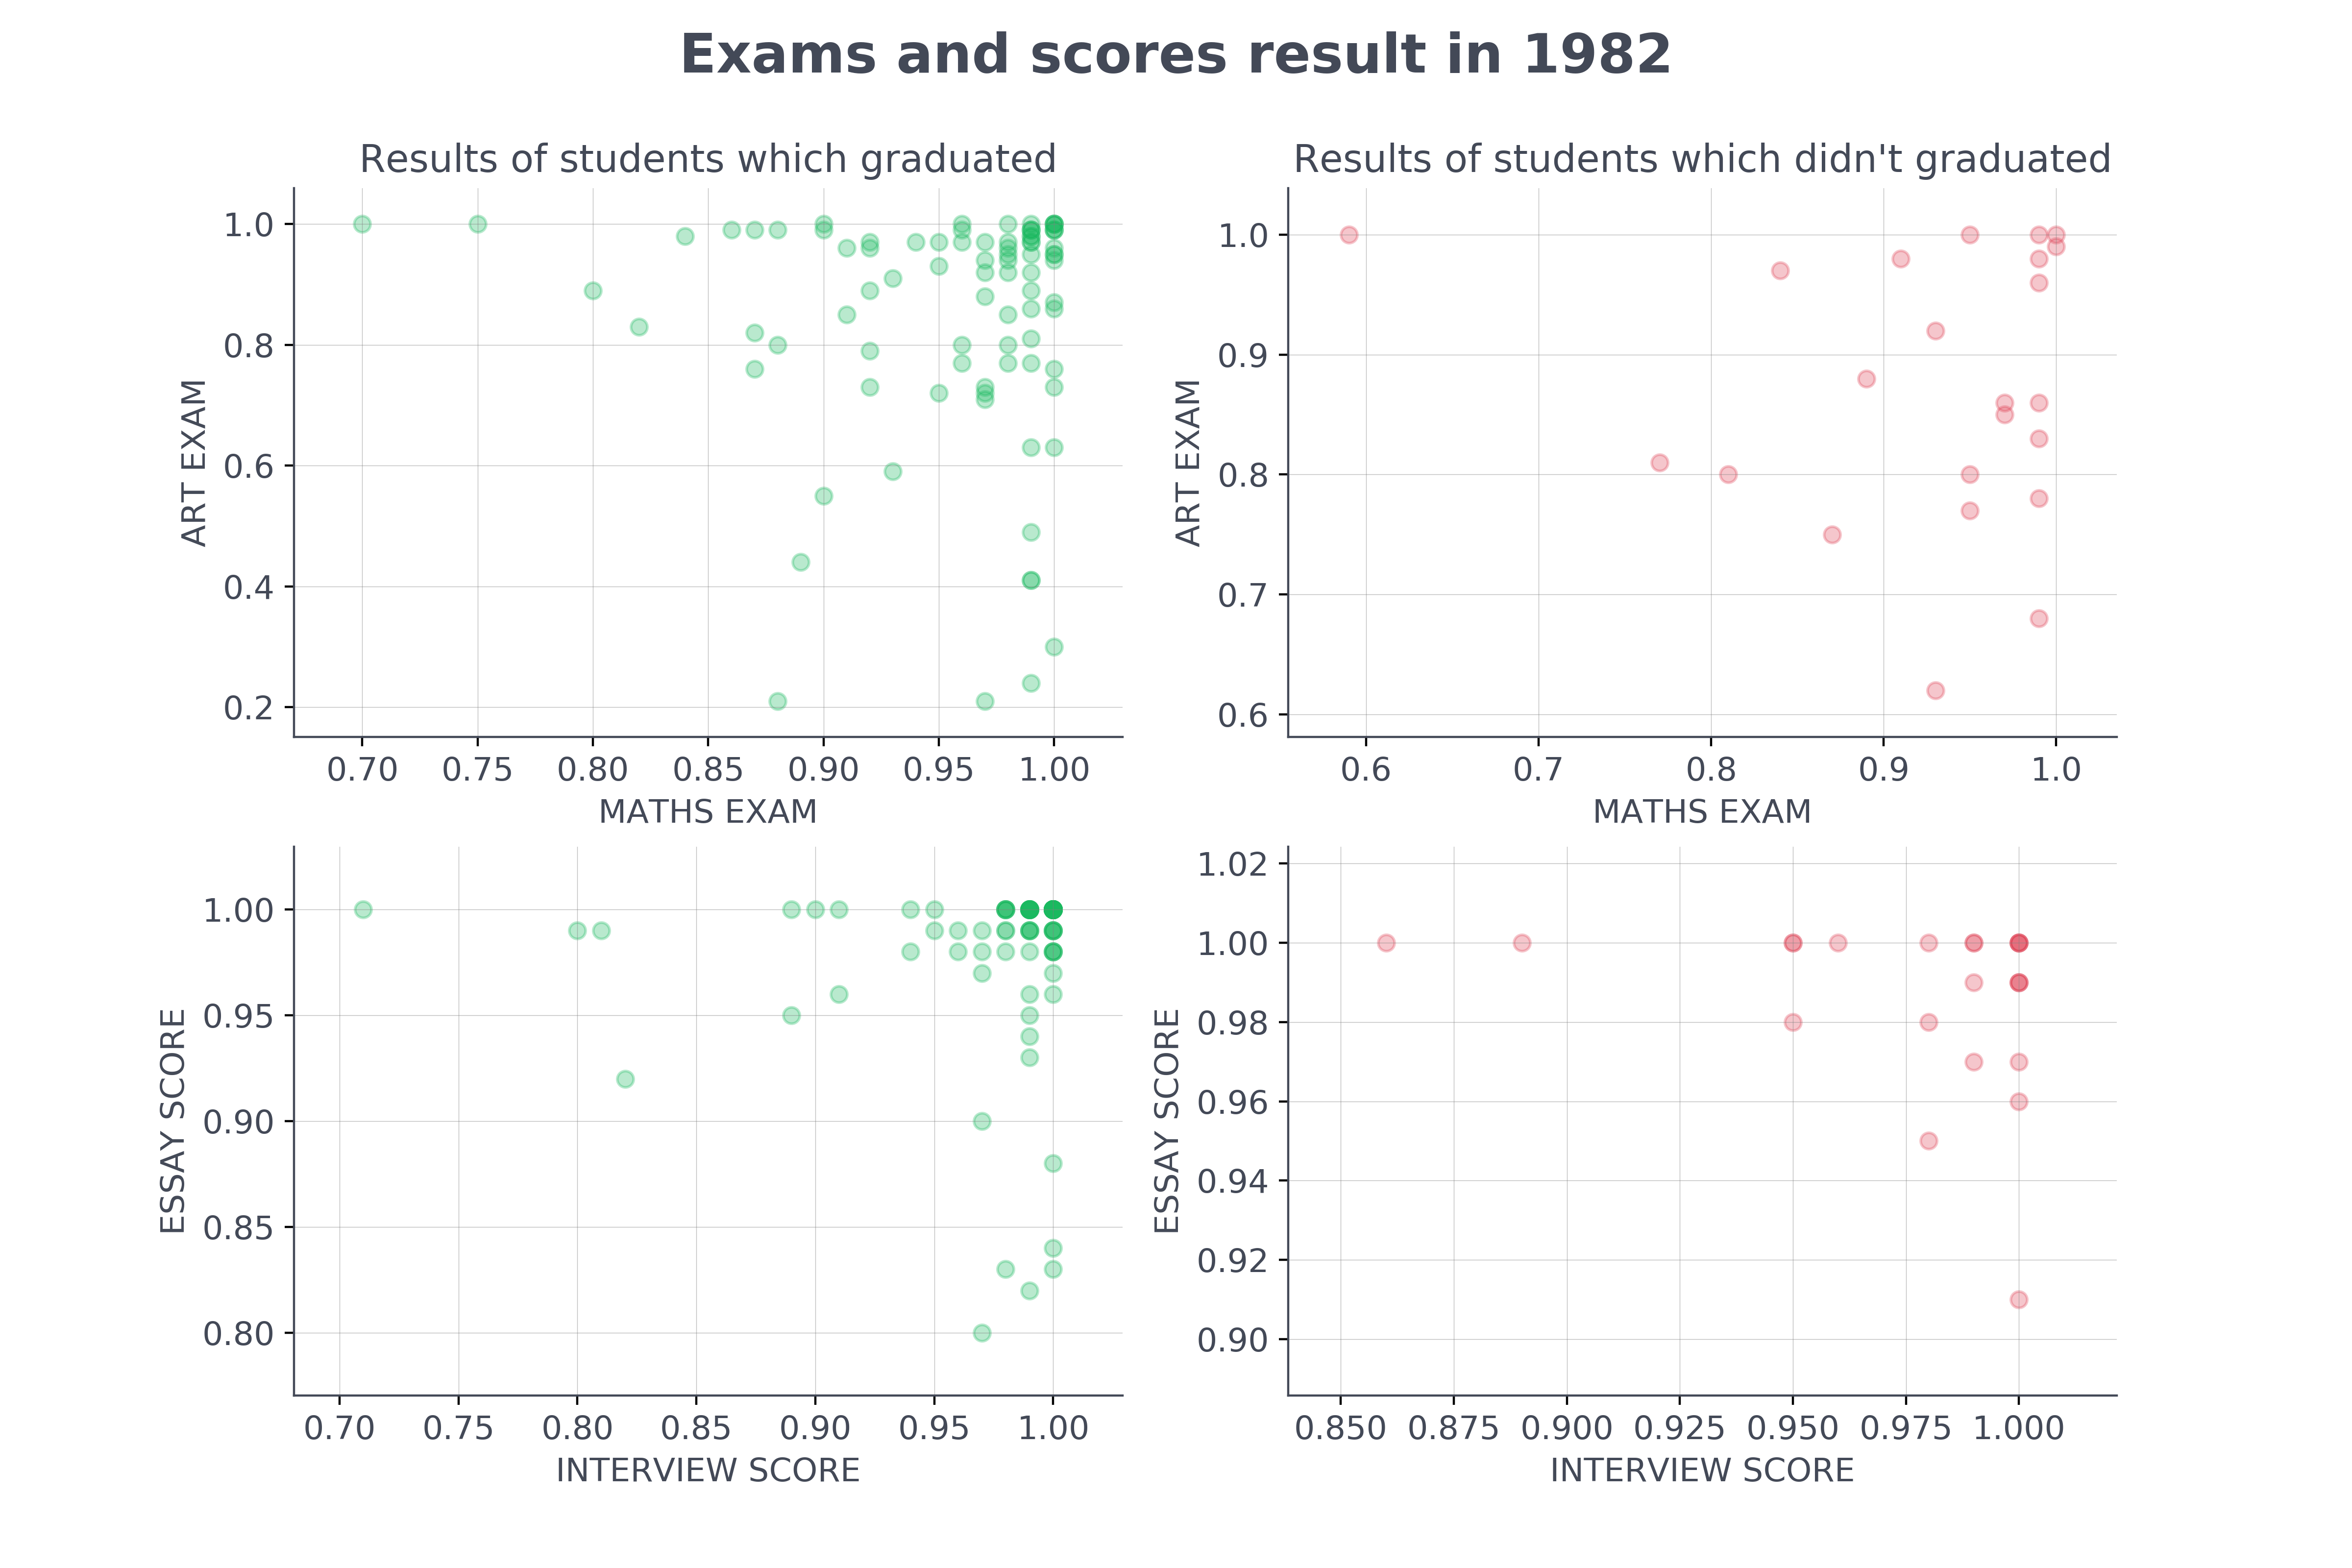 Exams and scores result in 1982
Results of students which graduated
1.0
0.8
0.6
0.4
0.2
ART EXAM
0.70 0.75 0.80 0.85 0.90 0.95 1.00
MATHS EXAM
Results of students which didn't graduated
1.0
0.9
0.8
0.7
0.6
ART EXAM
0.6 0.7 0.8 0.9 1.0
MATHS EXAM
1.00
0.95
0.90
0.85
0.80
ESSAY SCORE
0.70 0.75 0.80 0.85 0.90 0.95 1.00
INTERVIEW SCORE
1.02
1.00
0.98
0.96
0.94
0.92
0.90
ESSAY SCORE
0.850 0.875 0.900 0.925 0.950 0.975 1.000
INTERVIEW SCORE